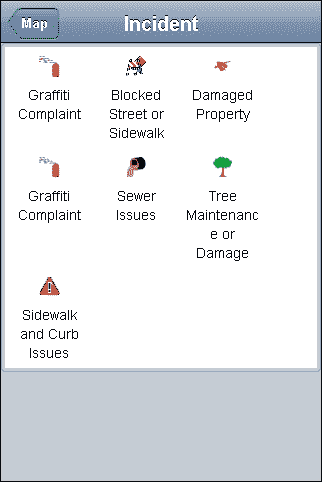 Map
Incident
Graffiti
Complaint
Blocked
Street or
Sidewalk
Damaged
Property
Graffiti
Complaint
Sewer
Issues
Tree
Maintenanc
e or
Damage
Sidewalk
and Curb
Issues